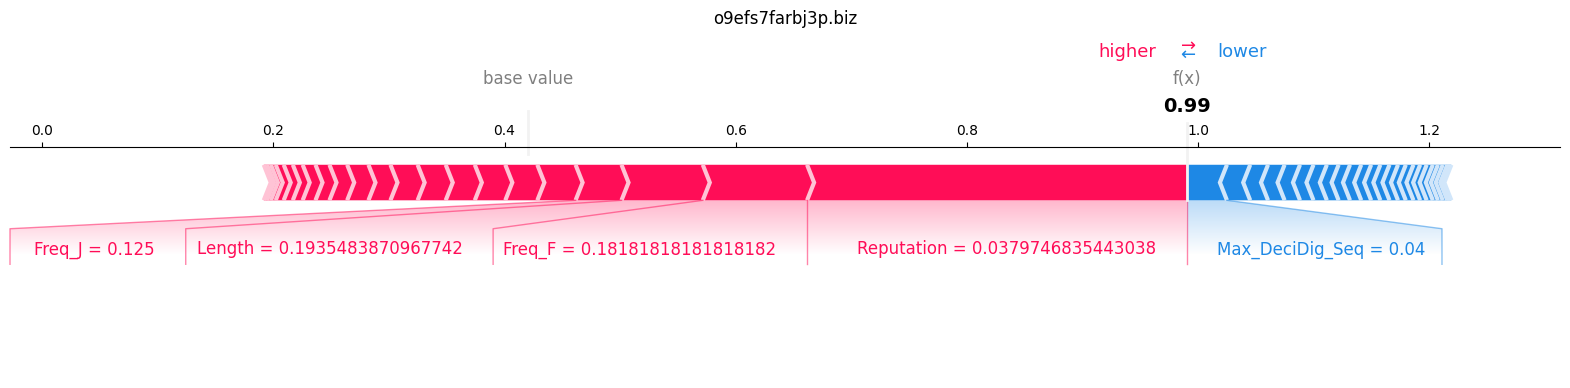 o9efs7farbj3p.biz
higher → ← lower
base value f(x)
0.99
0.0 0.2 0.4 0.6 0.8 1.0 1.2
Freq_J = 0.125 Length = 0.1935483870967742 Freq_F = 0.18181818181818182 Reputation = 0.0379746835443038 Max_DeciDig_Seq = 0.04